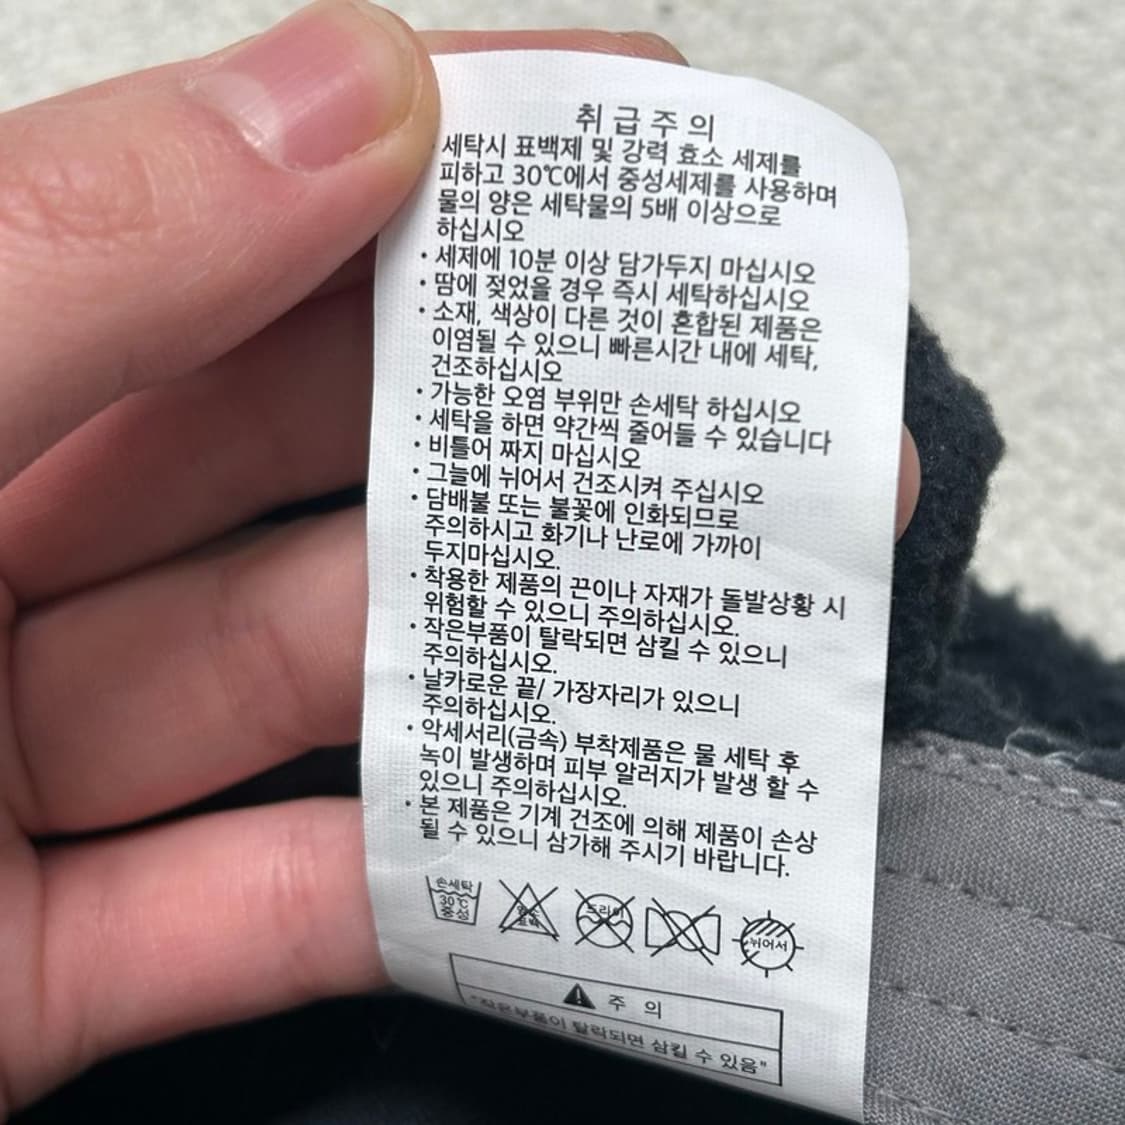 취급주의
세탁시 표백제 및 강력 효소 세제를
피하고 30℃에서 중성세제를 사용하며
물의 양은 세탁물의 5배 이상으로
하십시오
· 세제에 10분 이상 담가두지 마십시오
· 땀에 젖었을 경우 즉시 세탁하십시오
· 소재, 색상이 다른 것이 혼합된 제품은
이염될 수 있으니 빠른시간 내에 세탁,
건조하십시오
· 가능한 오염 부위만 손세탁 하십시오
· 세탁을 하면 약간씩 줄어들 수 있습니다
· 비틀어 짜지 마십시오
· 그늘에 뉘어서 건조시켜 주십시오
· 담배불 또는 불꽃에 인화되므로
주의하시고 화기나 난로에 가까이
두지마십시오.
· 착용한 제품의 끈이나 자재가 돌발상황 시
위험할 수 있으니 주의하십시오.
· 작은부품이 탈락되면 삼킬 수 있으니
주의하십시오.
· 날카로운 끝/ 가장자리가 있으니
주의하십시오.
· 악세서리(금속) 부착제품은 물 세탁 후
녹이 발생하며 피부 알러지가 발생 할 수
있으니 주의하십시오.
· 본 제품은 기계 건조에 의해 제품이 손상
될 수 있으니 삼가해 주시기 바랍니다.
손세탁
30℃
중성
염소
표백
드라이
뉘어서
주 의
"작은부품이 탈락되면 삼킬 수 있음"